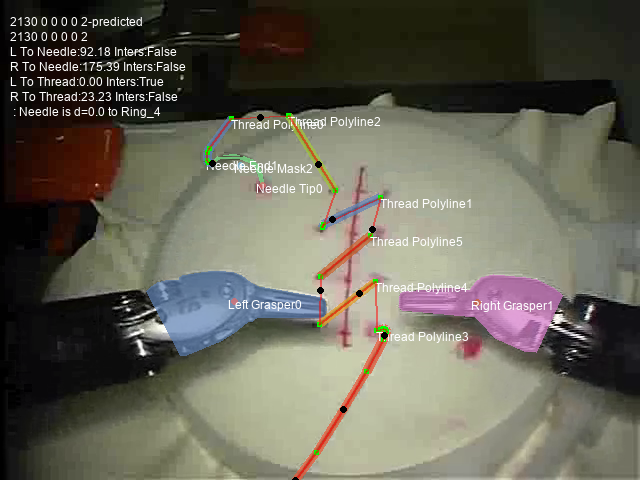 2130 0 0 0 0 2-predicted
2130 0 0 0 0 2
L To Needle:92.18 Inters:False
R To Needle:175.39 Inters:False
L To Thread:0.00 Inters:True
R To Thread:23.23 Inters:False
: Needle is d=0.0 to Ring_4
Thread Polyline0
Thread Polyline2
Needle End1
Needle Mask2
Needle Tip0
Thread Polyline1
Thread Polyline5
Thread Polyline4
Left Grasper0
Right Grasper1
Thread Polyline3